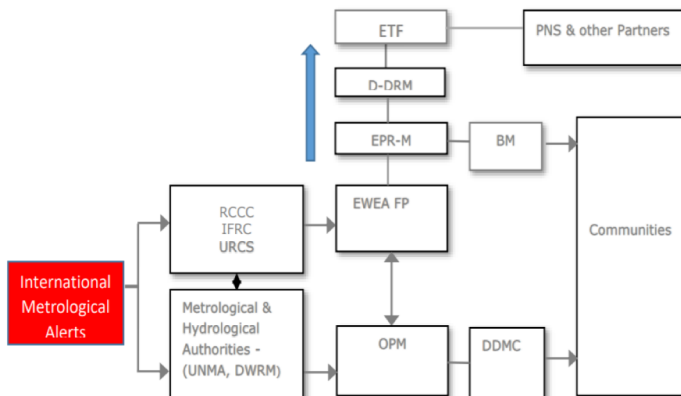 ETF
PNS & other Partners
D-DRM
EPR-M
BM
RCCC
IFRC
URCS
EWEA FP
Communities
International
Metrological
Alerts
Metrological &
Hydrological
Authorities -
(UNMA, DWRM)
OPM
DDMC